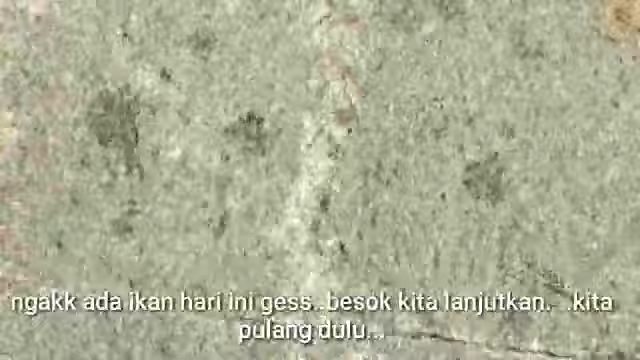 ngakk ada ikan hari ini gess..besok kita lanjutkan. .kita
pulang dulu...